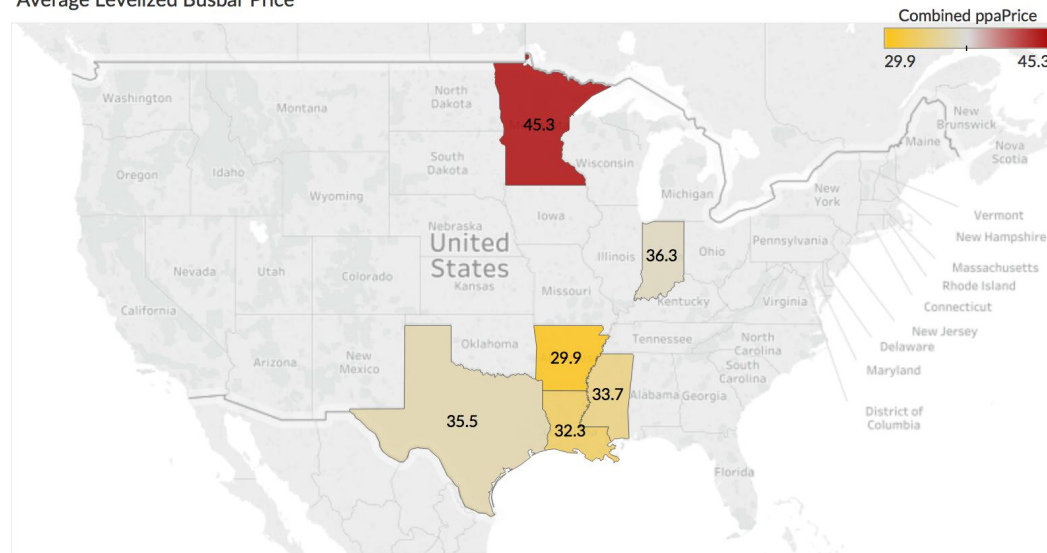 Average Levelized Busbar Price
Combined ppaPrice
29.9
45.3
Washington
Montana
North
Dakota
45.3
Oregon
Idaho
South
Dakota
Wisconsin
Wyoming
Michigan
Maine
New
Brunswick
Nova
Scotia
New
York
Vermont
New Hampshire
Massachusetts
Rhode Island
Connecticut
New Jersey
Delaware
Maryland
District of
Columbia
Iowa
Nebraska
United
States
Illinois
36.3
Ohio
Pennsylvania
Nevada
Utah
Colorado
Kansas
Missouri
Kentucky
Virginia
California
Oklahoma
29.9
Tennessee
North
Carolina
Arizona
New
Mexico
33.7
Alabama
Georgia
South
Carolina
35.5
32.3
Florida